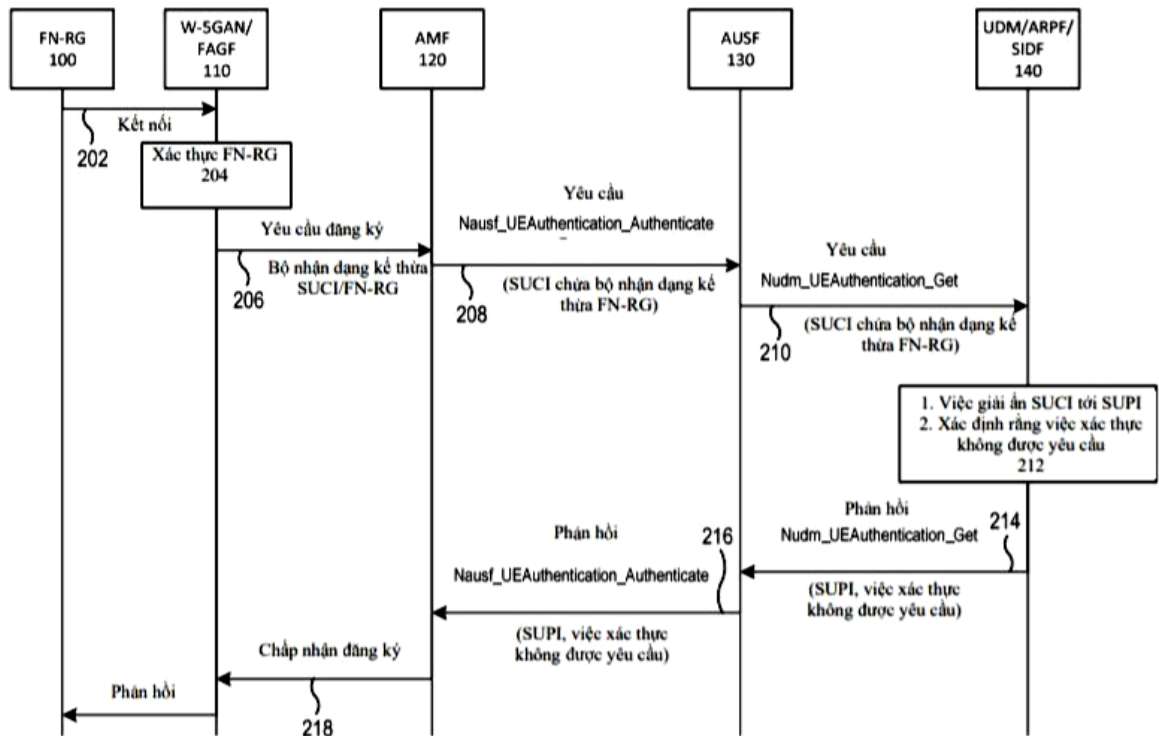 FN-RG
100
W-5GAN/
FAGF
110
AMF
120
AUSF
130
UDM/ARPF/
SIDF
140
Kết nối
202
Xác thực FN-RG
204
Yêu cầu đăng ký
206
Bộ nhận dạng kế thừa
SUCI/FN-RG
Yêu cầu
Nausf_UEAuthentication_Authenticate
208
(SUCI chứa bộ nhận dạng kế
thừa FN-RG)
Yêu cầu
Nudm_UEAuthentication_Get
210
(SUCI chứa bộ nhận dạng kế
thừa FN-RG)
1. Việc giải ẩn SUCI tới SUPI
2. Xác định rằng việc xác thực
không được yêu cầu
212
Phản hồi
214
Nudm_UEAuthentication_Get
(SUPI, việc xác thực
không được yêu cầu)
Phản hồi
216
Nausf_UEAuthentication_Authenticate
(SUPI, việc xác thực
không được yêu cầu)
Chấp nhận đăng ký
218
Phản hồi